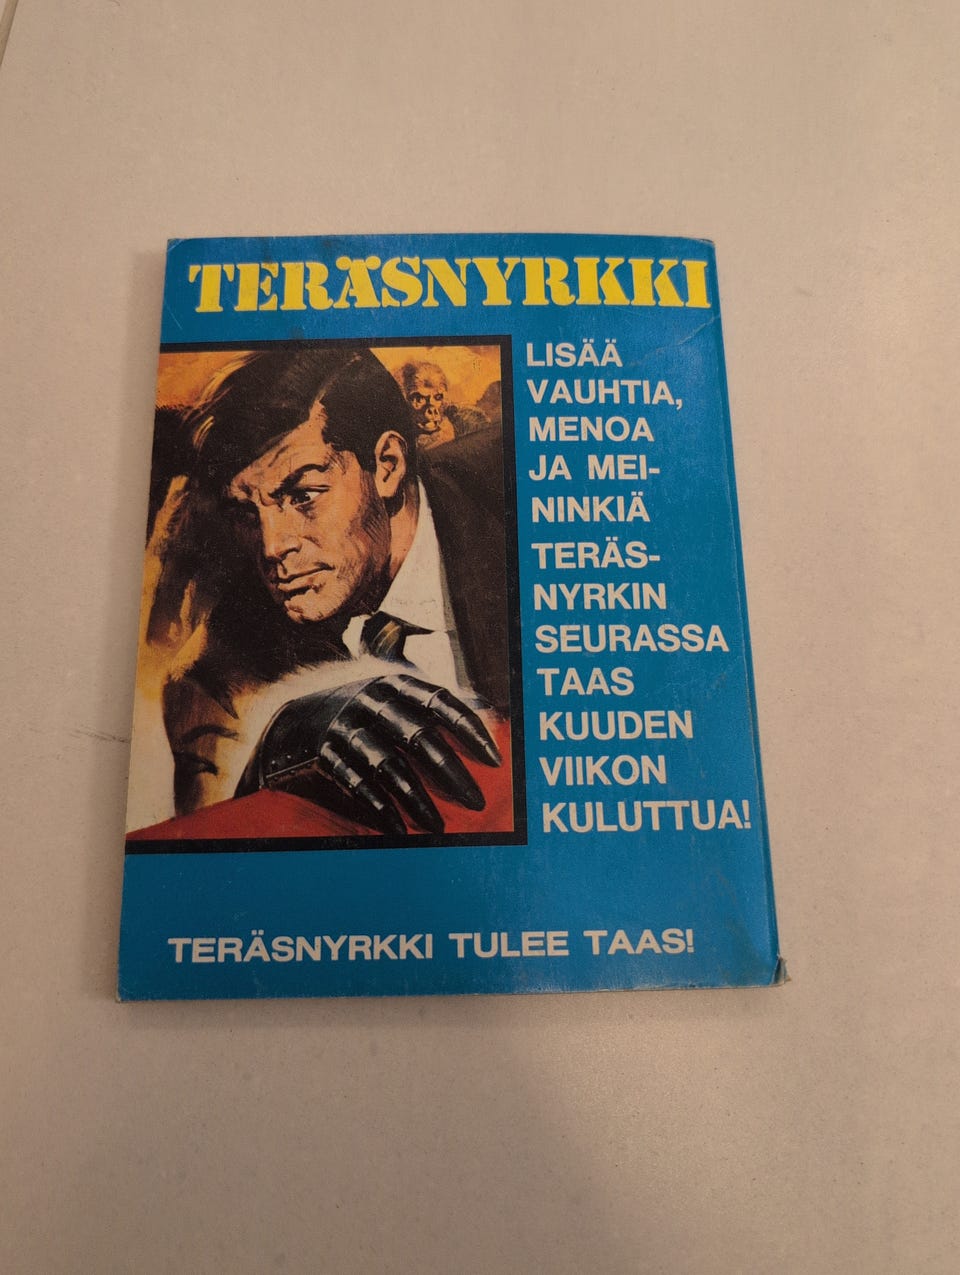 TERÄSNYRKKI
LISÄÄ
VAUHTIA,
MENOA
JA MEI-
NINKIÄ
TERÄS-
NYRKIN
SEURASSA
TAAS
KUUDEN
VIIKON
KULUTTUA!
TERÄSNYRKKI TULEE TAAS!